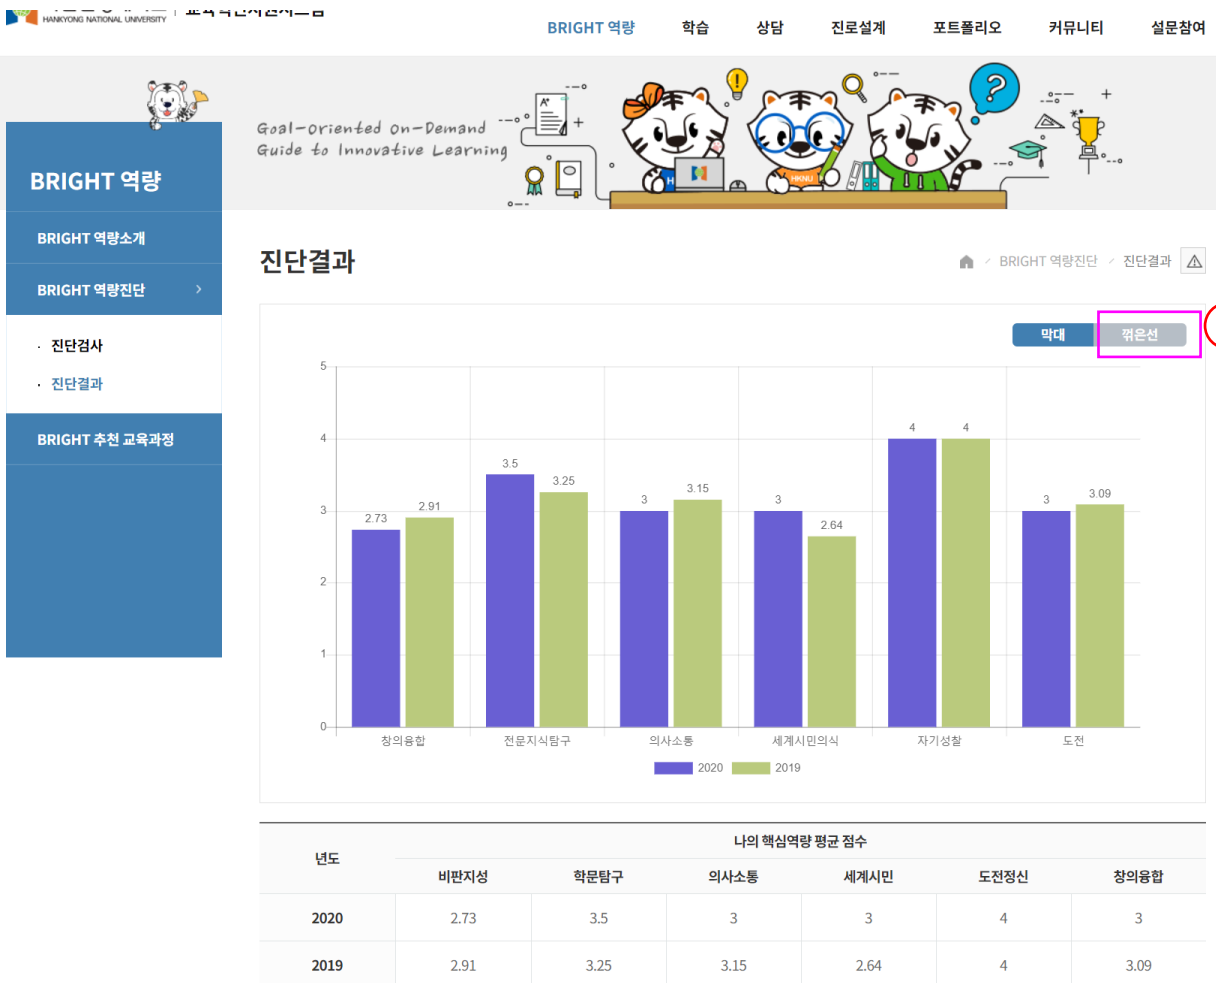 HANKYONG NATIONAL UNIVERSITY
BRIGHT 역량 학습 상담 진로설계 포트폴리오 커뮤니티 설문참여
Goal-oriented on-Demand
Guide to Innovative Learning
A+
H
HKNU
BRIGHT 역량
BRIGHT 역량소개
BRIGHT 역량진단
· 진단검사
· 진단결과
BRIGHT 추천 교육과정
진단결과
BRIGHT 역량진단 / 진단결과
막대 꺾은선
5
4
3
2
1
0
2.73 2.91 3.5 3.25 3 3.15 3 2.64 4 4 3 3.09
창의융합 전문지식탐구 의사소통 세계시민의식 자기성찰 도전
2020 2019
년도 나의 핵심역량 평균 점수
비판지성 학문탐구 의사소통 세계시민 도전정신 창의융합
2020 2.73 3.5 3 3 4 3
2019 2.91 3.25 3.15 2.64 4 3.09